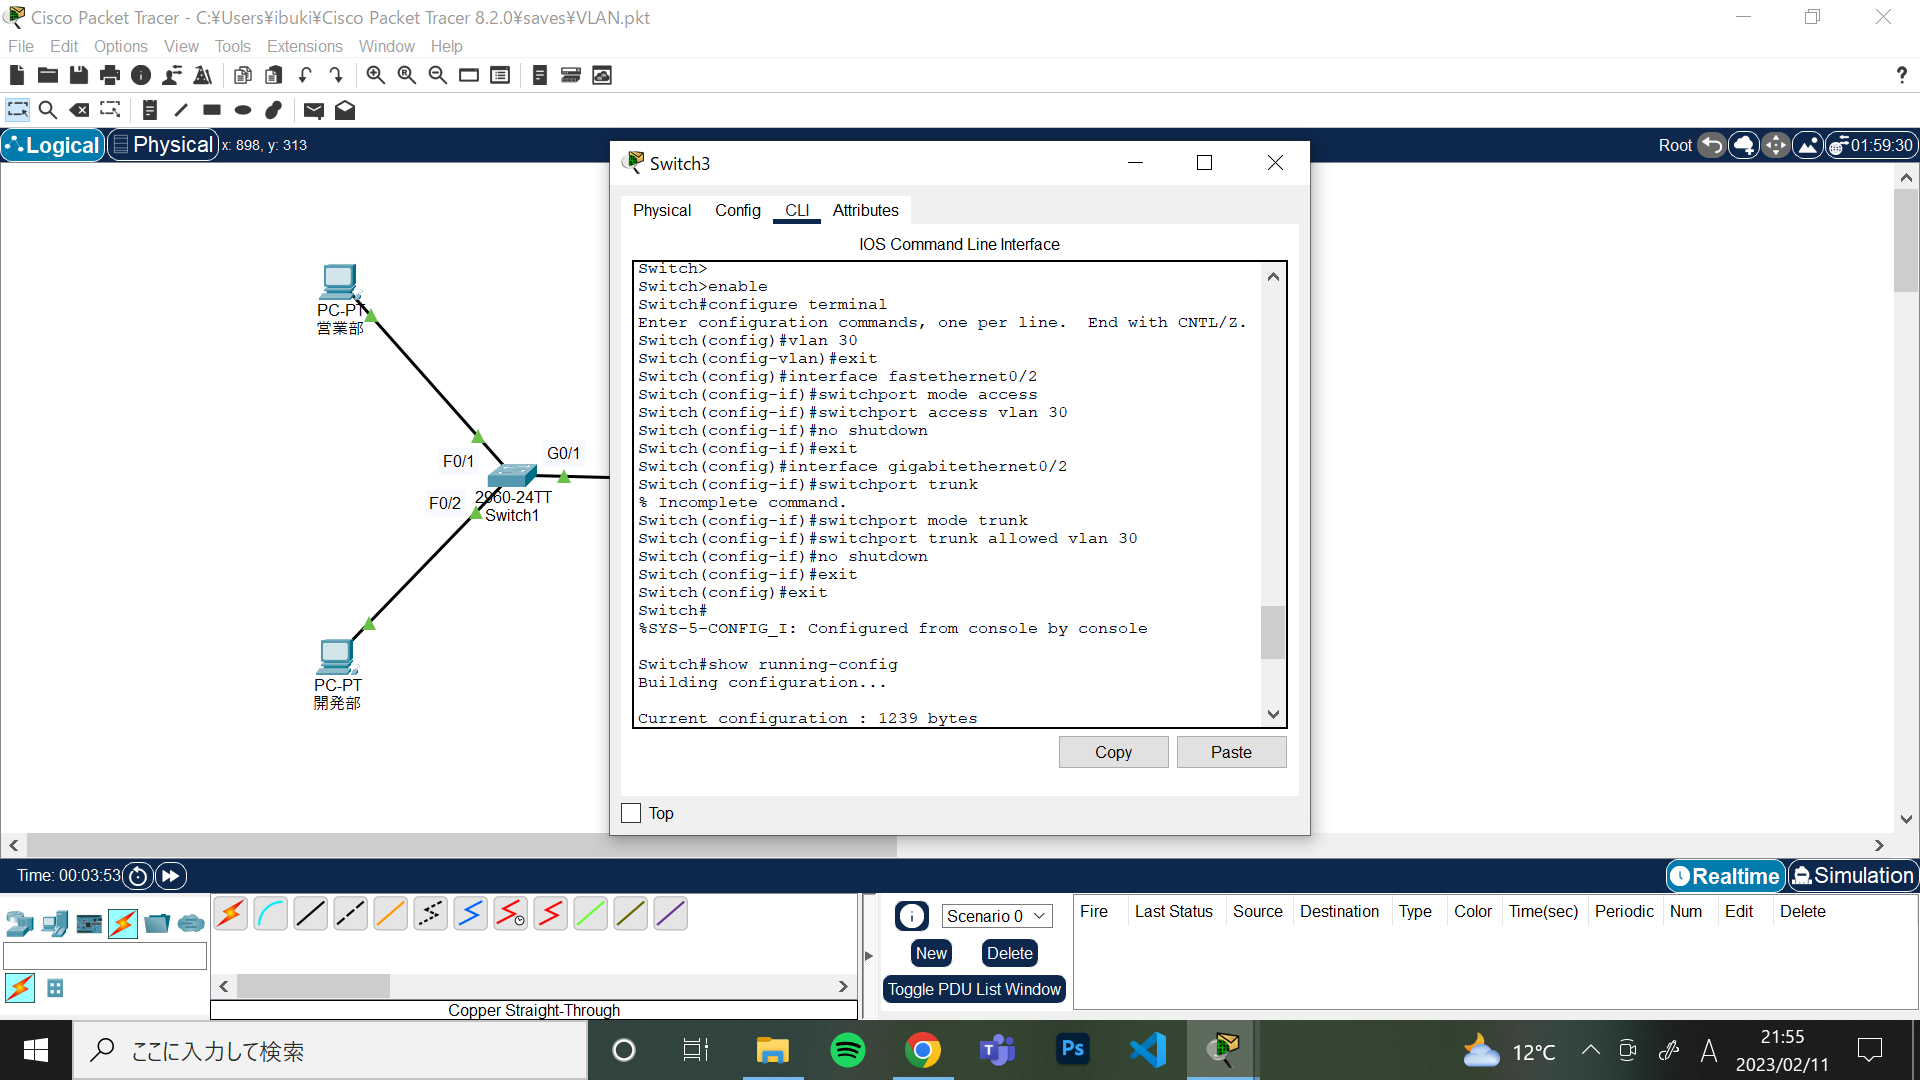 Cisco Packet Tracer - C:¥Users¥ibuki¥Cisco Packet Tracer 8.2.0¥saves¥VLAN.pkt
File Edit Options View Tools Extensions Window Help
?
Logical Physical x: 898, y: 313
Root 01:59:30
PC-PT
営業部
F0/1
G0/1
F0/2
2960-24TT
Switch1
PC-PT
開発部
Switch3
Physical Config CLI Attributes
IOS Command Line Interface
Switch>
Switch>enable
Switch#configure terminal
Enter configuration commands, one per line.  End with CNTL/Z.
Switch(config)#vlan 30
Switch(config-vlan)#exit
Switch(config)#interface fastethernet0/2
Switch(config-if)#switchport mode access
Switch(config-if)#switchport access vlan 30
Switch(config-if)#no shutdown
Switch(config-if)#exit
Switch(config)#interface gigabitethernet0/2
Switch(config-if)#switchport trunk
% Incomplete command.
Switch(config-if)#switchport mode trunk
Switch(config-if)#switchport trunk allowed vlan 30
Switch(config-if)#no shutdown
Switch(config-if)#exit
Switch(config)#exit
Switch#
%SYS-5-CONFIG_I: Configured from console by console
Switch#show running-config
Building configuration...
Current configuration : 1239 bytes
Copy Paste
Top
Time: 00:03:53
Realtime Simulation
Copper Straight-Through
Scenario 0
New Delete
Toggle PDU List Window
Fire Last Status Source Destination Type Color Time(sec) Periodic Num Edit Delete
ここに入力して検索
Ps
12°C
A
21:55
2023/02/11